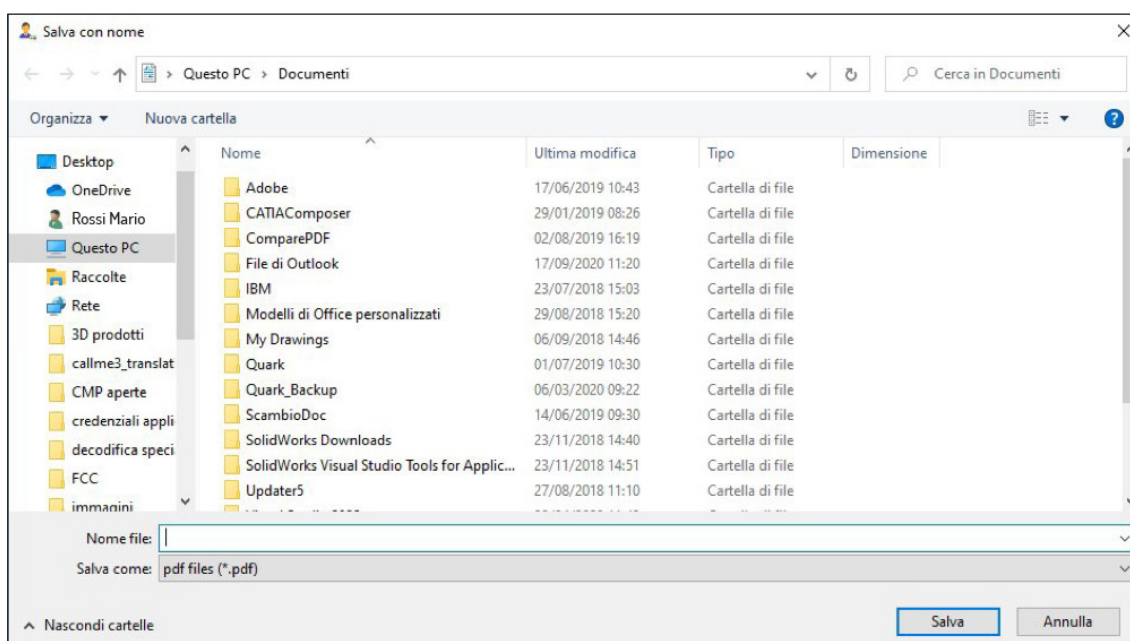 Salva con nome
Questo PC > Documenti
Cerca in Documenti
Organizza
Nuova cartella
Desktop
OneDrive
Rossi Mario
Questo PC
Raccolte
Rete
3D prodotti
callme3_translat
CMP aperte
credenziali appli
decodifica speci
FCC
immagini
Nome Ultima modifica Tipo Dimensione
Adobe 17/06/2019 10:43 Cartella di file
CATIAComposer 29/01/2019 08:26 Cartella di file
ComparePDF 02/08/2019 16:19 Cartella di file
File di Outlook 17/09/2020 11:20 Cartella di file
IBM 23/07/2018 15:03 Cartella di file
Modelli di Office personalizzati 29/08/2018 15:20 Cartella di file
My Drawings 06/09/2018 14:46 Cartella di file
Quark 01/07/2019 10:30 Cartella di file
Quark_Backup 06/03/2020 09:22 Cartella di file
ScambioDoc 14/06/2019 09:30 Cartella di file
SolidWorks Downloads 23/11/2018 14:40 Cartella di file
SolidWorks Visual Studio Tools for Applic... 23/11/2018 14:51 Cartella di file
Updater5 27/08/2018 11:10 Cartella di file
Nome file:
Salva come: pdf files (*.pdf)
Nascondi cartelle
Salva
Annulla